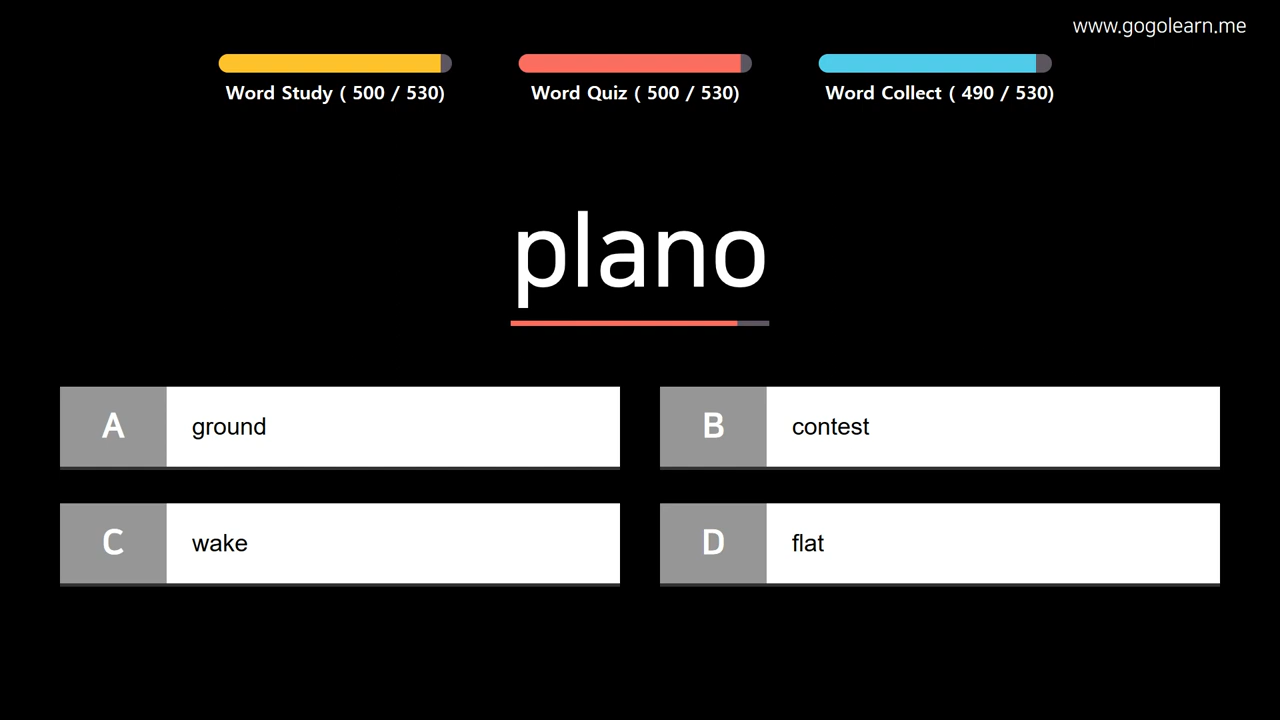 www.gogolearn.me
Word Study ( 500 / 530)
Word Quiz ( 500 / 530)
Word Collect ( 490 / 530)
plano
A ground
B contest
C wake
D flat